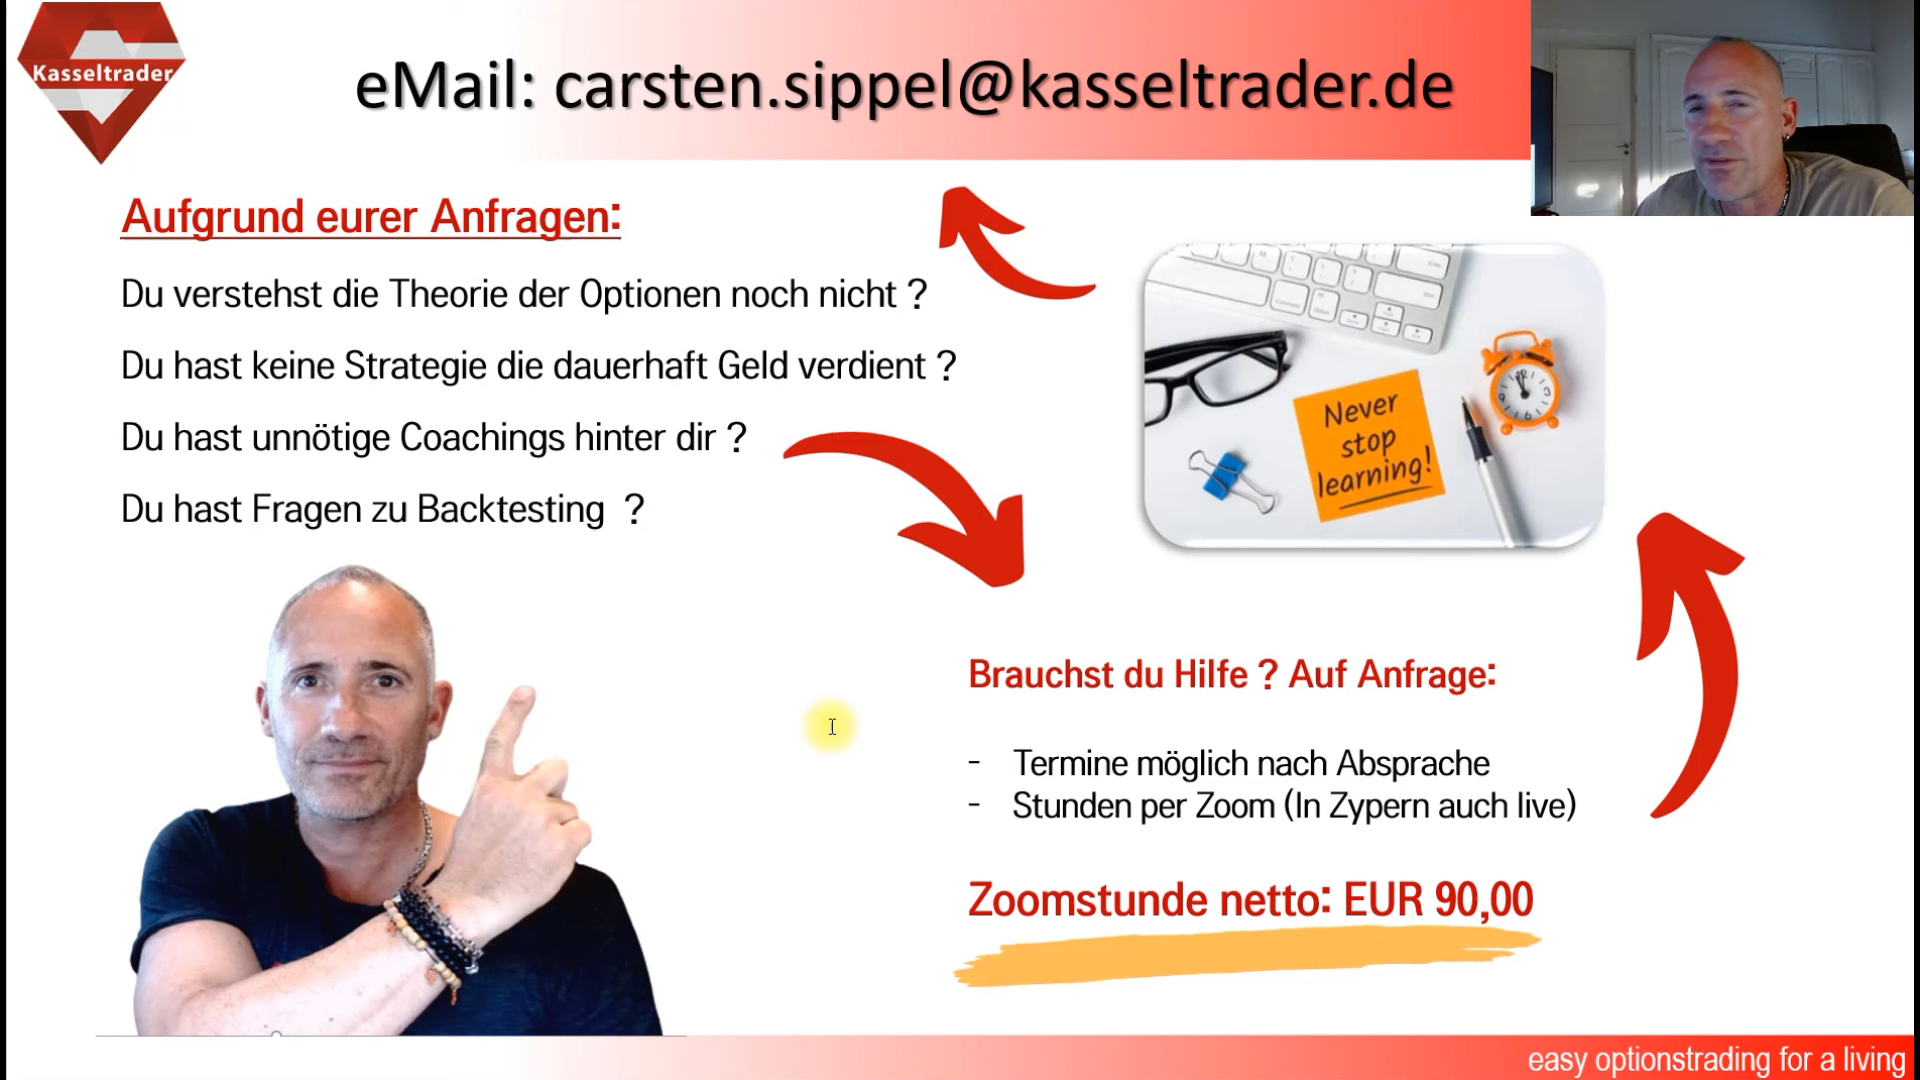 Kasseltrader
eMail: carsten.sippel@kasseltrader.de
Aufgrund eurer Anfragen:
Du verstehst die Theorie der Optionen noch nicht ?
Du hast keine Strategie die dauerhaft Geld verdient ?
Du hast unnötige Coachings hinter dir ?
Du hast Fragen zu Backtesting ?
Never
stop
learning!
Brauchst du Hilfe ? Auf Anfrage:
- Termine möglich nach Absprache
- Stunden per Zoom (In Zypern auch live)
Zoomstunde netto: EUR 90,00
easy optionstrading for a living